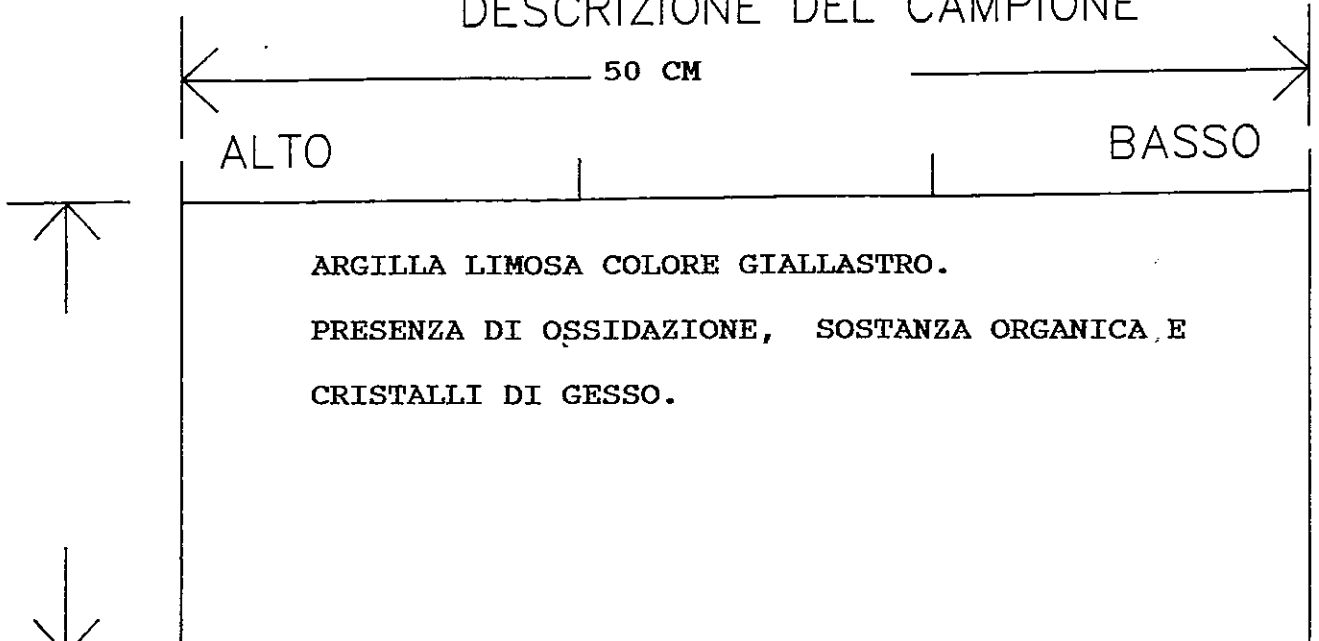 DESCRIZIONE DEL CAMPIONE
50 CM
ALTO BASSO
ARGILLA LIMOSA COLORE GIALLASTRO.
PRESENZA DI OSSIDAZIONE, SOSTANZA ORGANICA E
CRISTALLI DI GESSO.